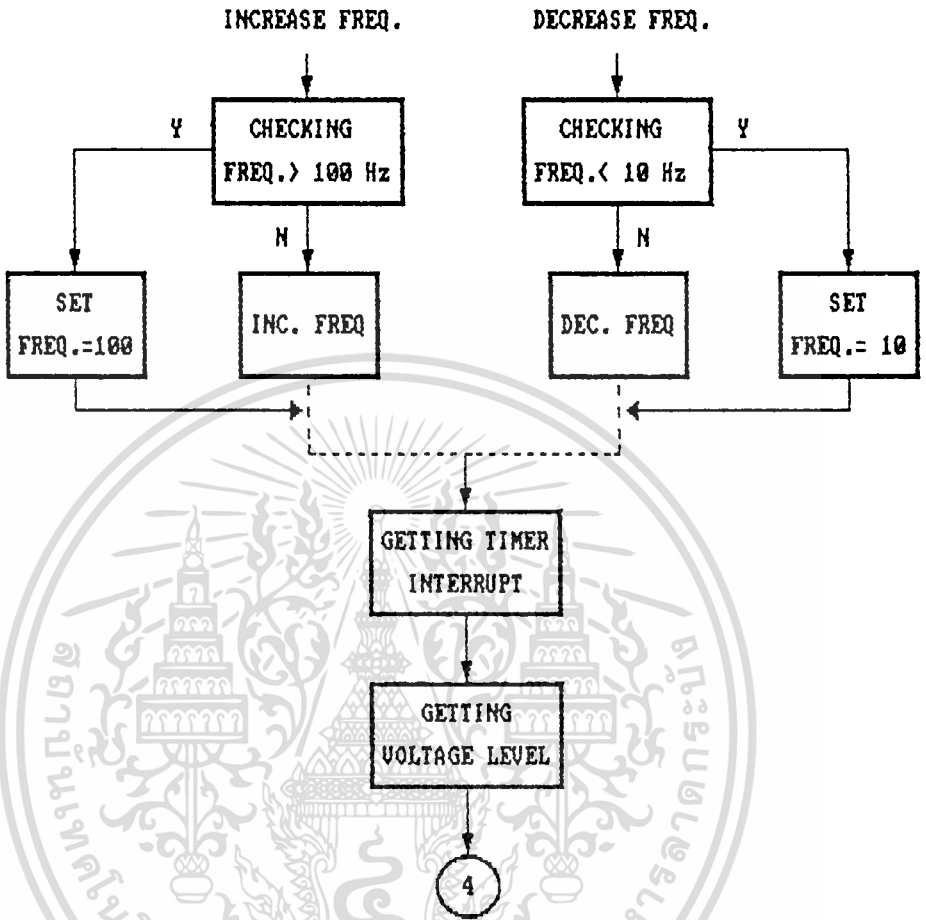 INCREASE FREQ.
DECREASE FREQ.
Y
CHECKING
FREQ.> 100 Hz
CHECKING
FREQ.< 10 Hz
Y
N
N
SET
FREQ.=100
INC. FREQ
DEC. FREQ
SET
FREQ.= 10
GETTING TIMER
INTERRUPT
GETTING
VOLTAGE LEVEL
4